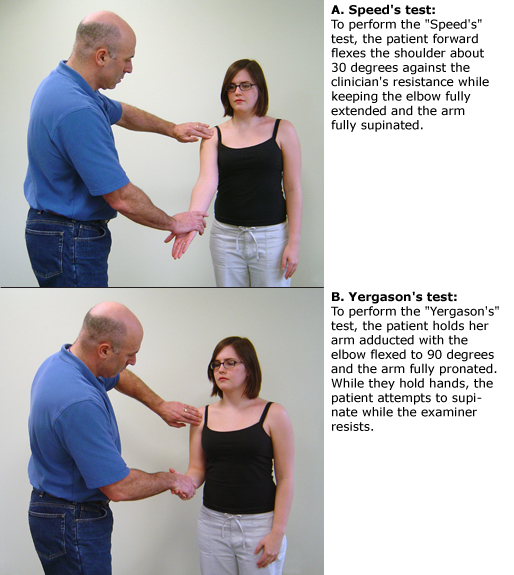 A. Speed's test:
To perform the "Speed's"
test, the patient forward
flexes the shoulder about
30 degrees against the
clinician's resistance while
keeping the elbow fully
extended and the arm
fully supinated.
B. Yergason's test:
To perform the "Yergason's"
test, the patient holds her
arm adducted with the
elbow flexed to 90 degrees
and the arm fully pronated.
While they hold hands, the
patient attempts to supi-
nate while the examiner
resists.